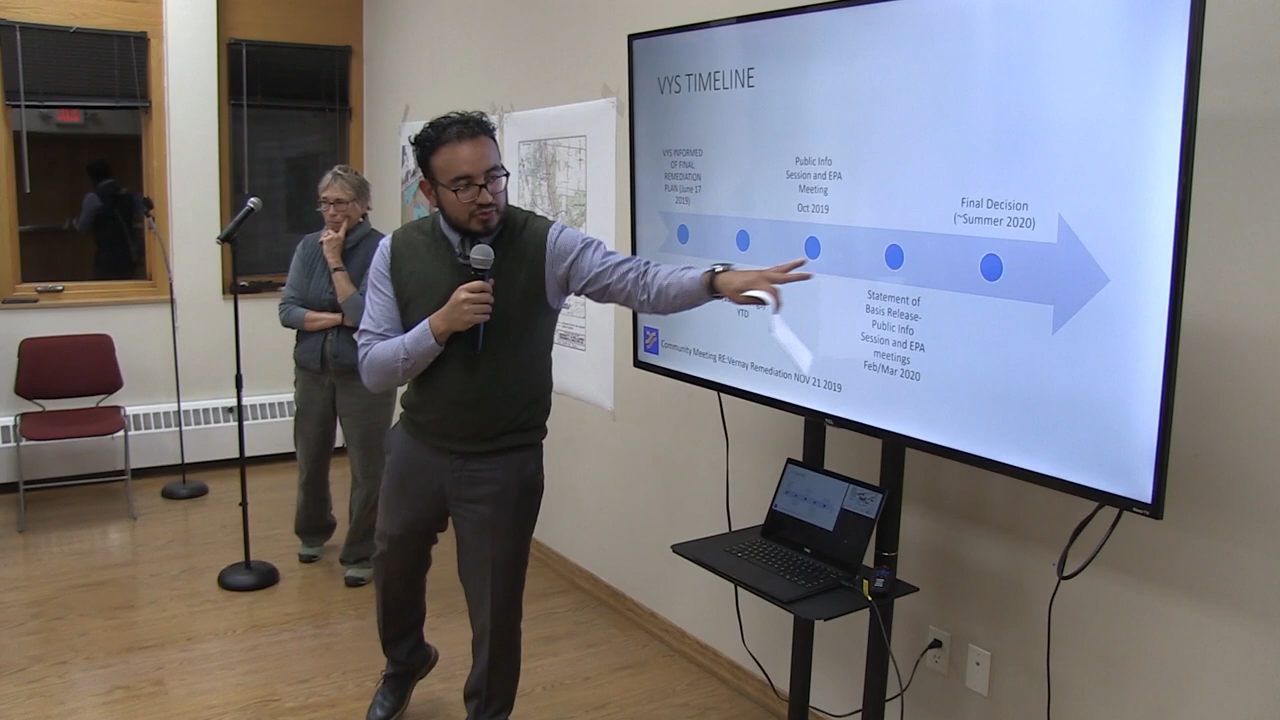 VYS TIMELINE
VYS INFORMED
OF FINAL
REMEDIATION
PLAN (June 17
2019)
Public Info
Session and EPA
Meeting
Oct 2019
Final Decision
(~Summer 2020)
YTD
Statement of
Basis Release-
Public Info
Session and EPA
meetings
Feb/Mar 2020
Community Meeting RE:Vernay Remediation NOV 21 2019